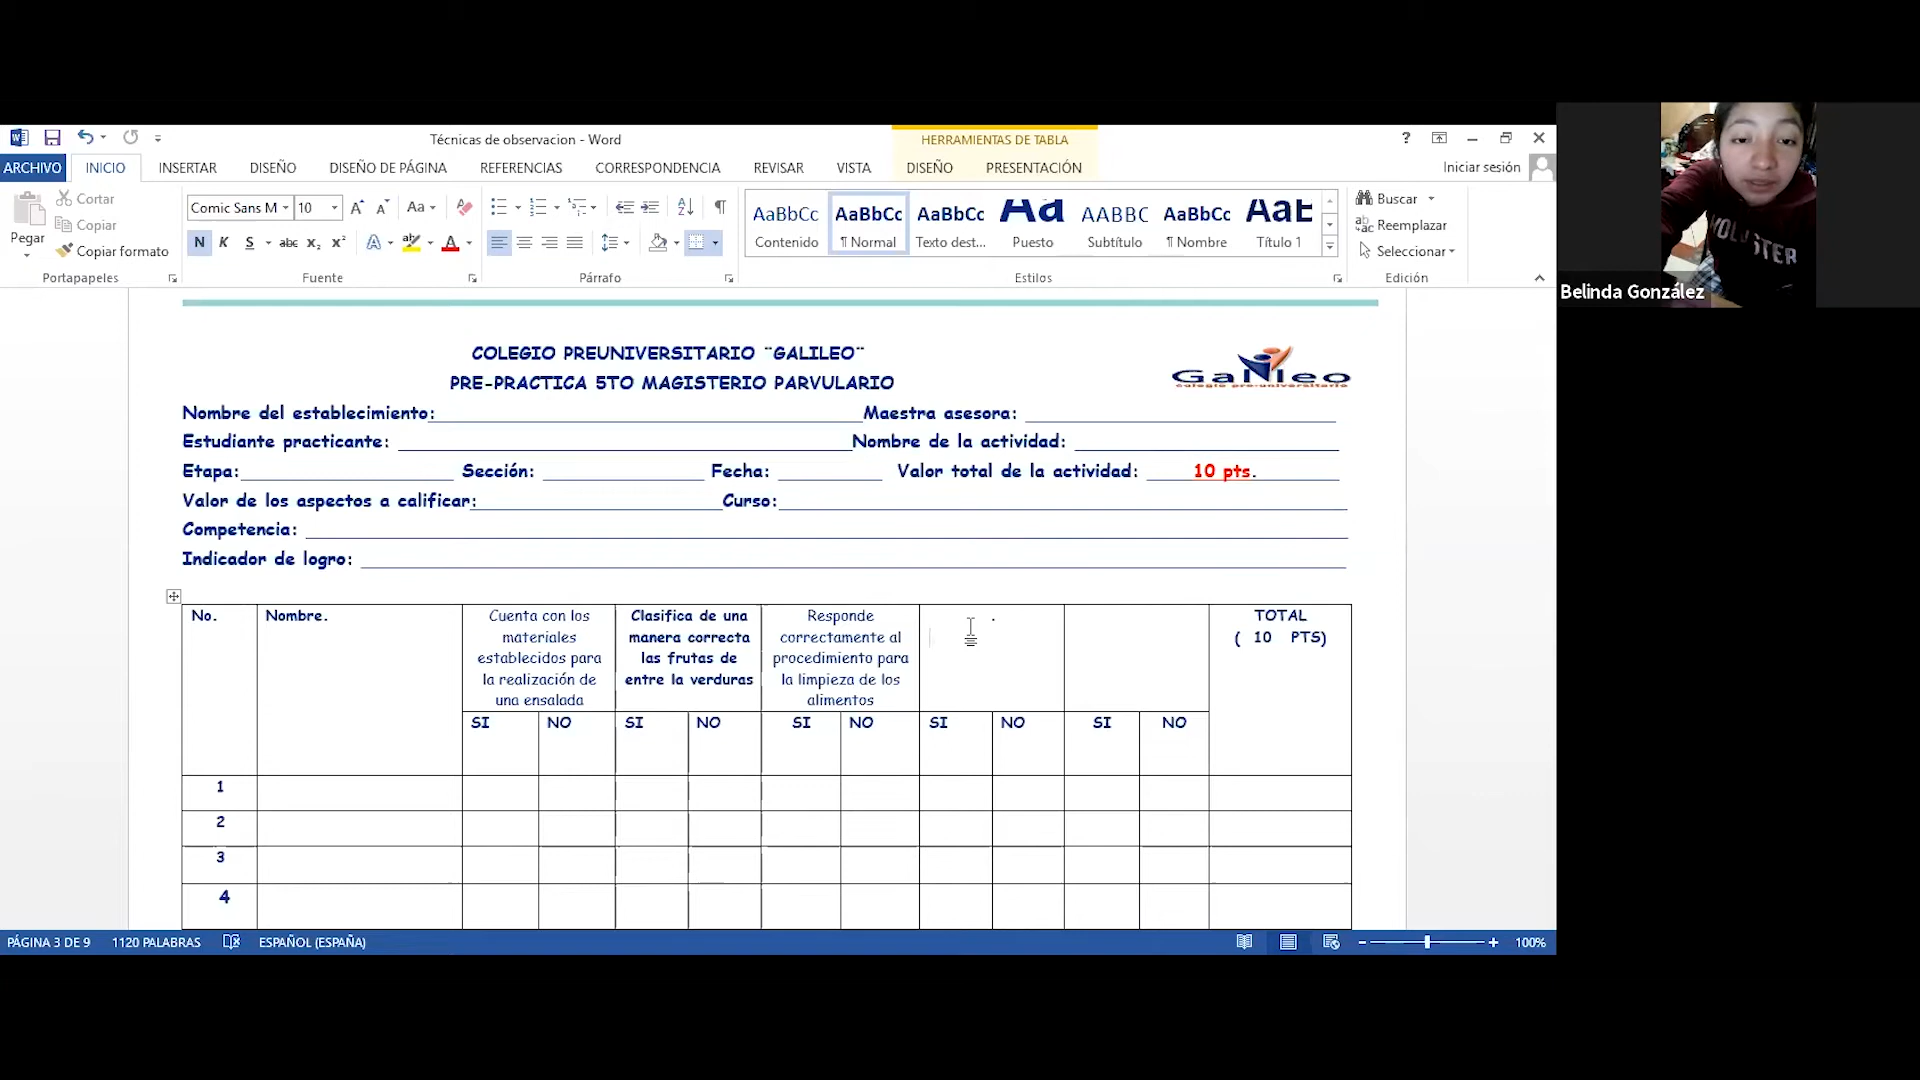 Técnicas de observacion - Word
HERRAMIENTAS DE TABLA
?
ARCHIVO INICIO INSERTAR DISEÑO DISEÑO DE PÁGINA REFERENCIAS CORRESPONDENCIA REVISAR VISTA DISEÑO PRESENTACIÓN Iniciar sesión
Pegar
Cortar
Copiar
Copiar formato
Portapapeles
Comic Sans M 10
N K S abc x₂ x²
Fuente
Párrafo
AaBbCc AaBbCc AaBbCc Aa AABBC AaBbCc AaE
Contenido ¶ Normal Texto dest... Puesto Subtítulo ¶ Nombre Título 1
Estilos
Buscar
Reemplazar
Seleccionar
Edición
Belinda González
COLEGIO PREUNIVERSITARIO ¨GALILEO¨
PRE-PRACTICA 5TO MAGISTERIO PARVULARIO
Galileo
colegio pre-universitario
Nombre del establecimiento: Maestra asesora:
Estudiante practicante: Nombre de la actividad:
Etapa: Sección: Fecha: Valor total de la actividad: 10 pts.
Valor de los aspectos a calificar: Curso:
Competencia:
Indicador de logro:
No.
Nombre.
Cuenta con los
materiales
establecidos para
la realización de
una ensalada
Clasifica de una
manera correcta
las frutas de
entre la verduras
Responde
correctamente al
procedimiento para
la limpieza de los
alimentos
.
TOTAL
( 10 PTS)
SI NO SI NO SI NO SI NO SI NO
1
2
3
4
PÁGINA 3 DE 9 1120 PALABRAS ESPAÑOL (ESPAÑA) 100%